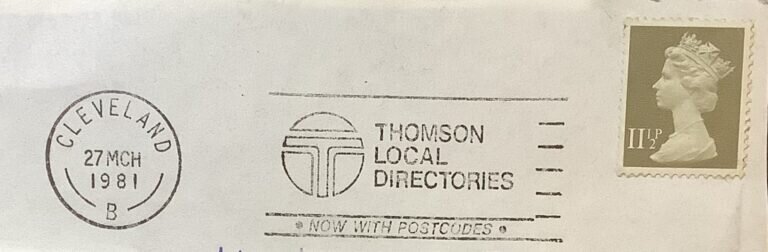 CLEVELAND
27 MCH
1981
B
THOMSON
LOCAL
DIRECTORIES
• NOW WITH POSTCODES •
11½P